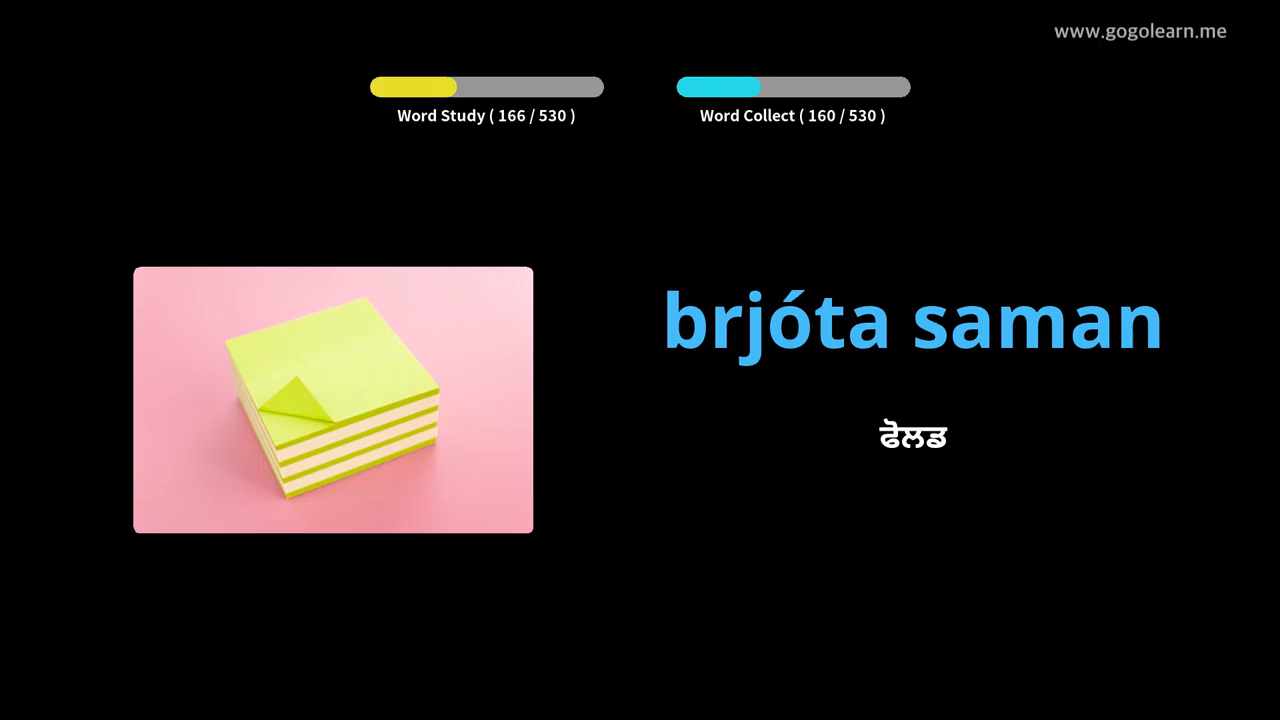 www.gogolearn.me
Word Study ( 166 / 530 )
Word Collect ( 160 / 530 )
brjóta saman
ਫੋਲਡ